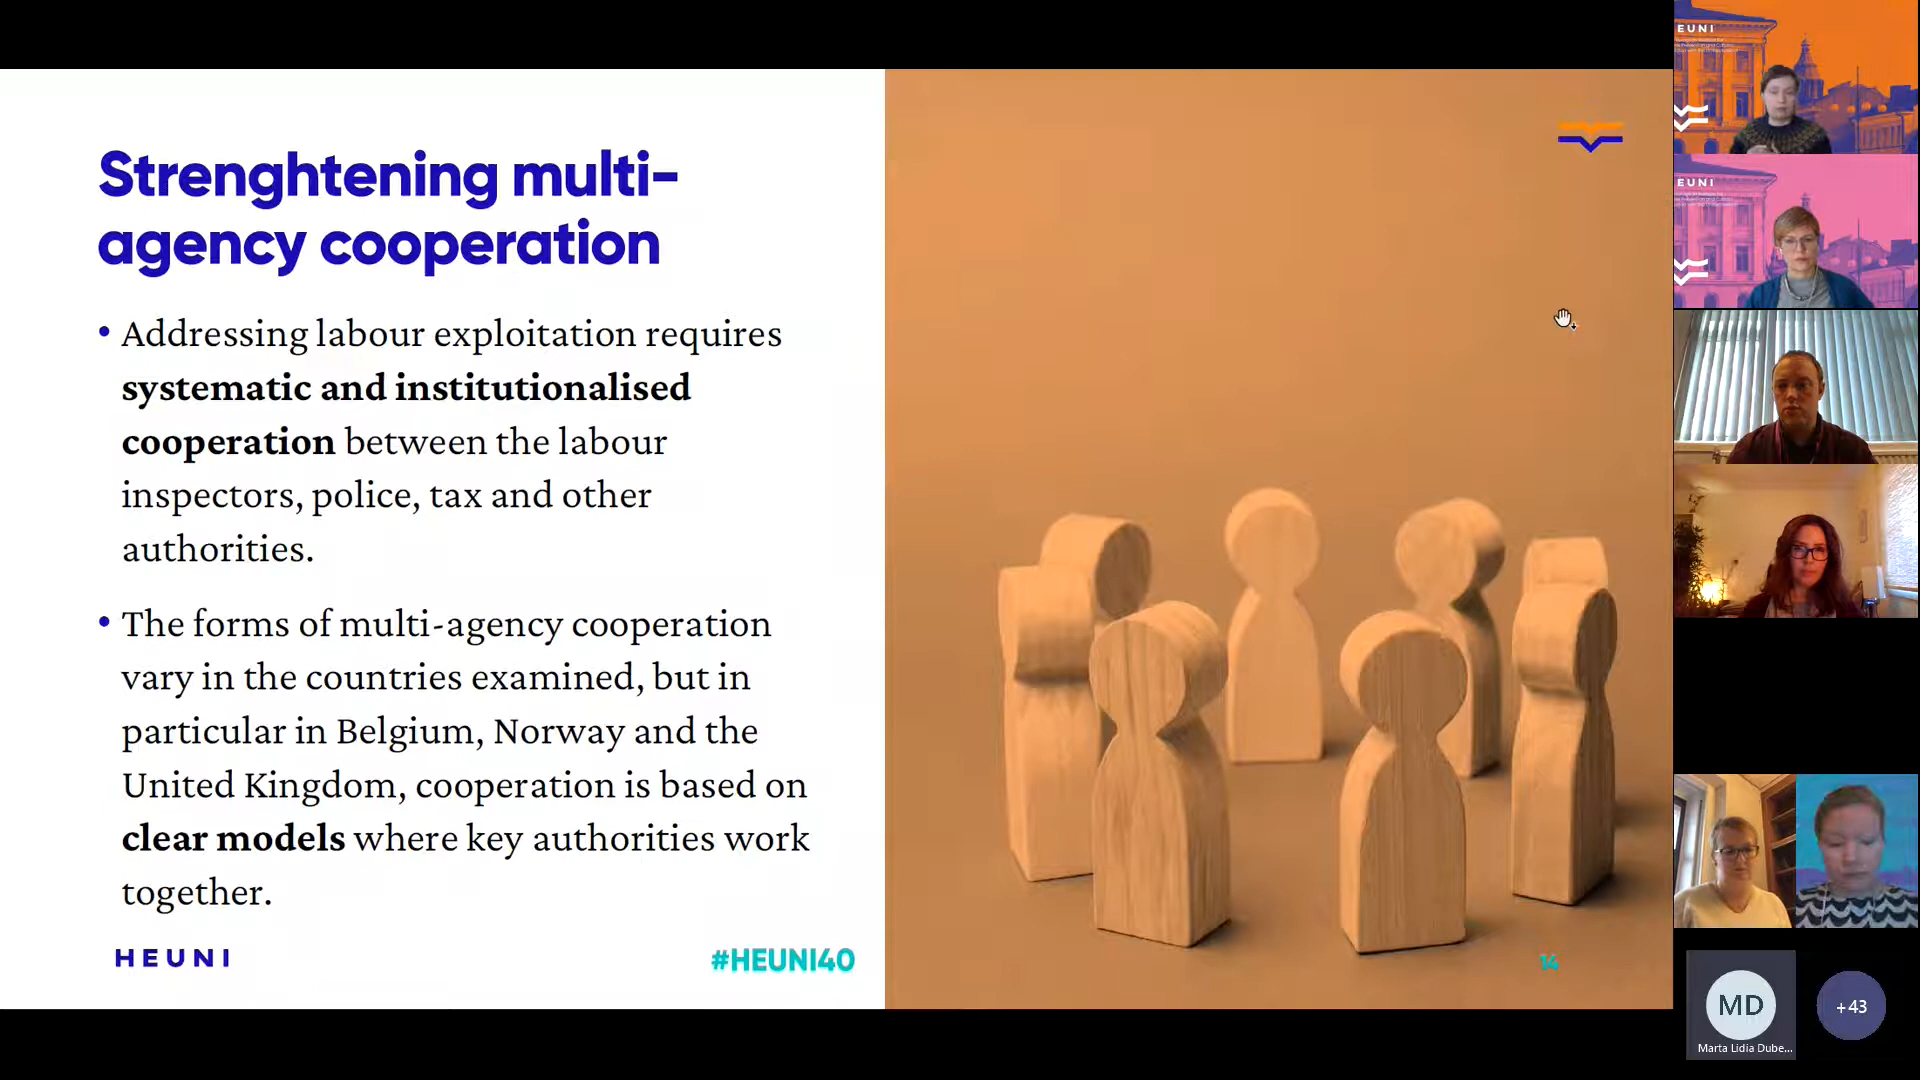 Strenghtening multi-
agency cooperation
• Addressing labour exploitation requires
systematic and institutionalised
cooperation between the labour
inspectors, police, tax and other
authorities.
• The forms of multi-agency cooperation
vary in the countries examined, but in
particular in Belgium, Norway and the
United Kingdom, cooperation is based on
clear models where key authorities work
together.
HEUNI
#HEUNI40
14
EUNI
EUNI
MD
+43
Marta Lidia Dube...